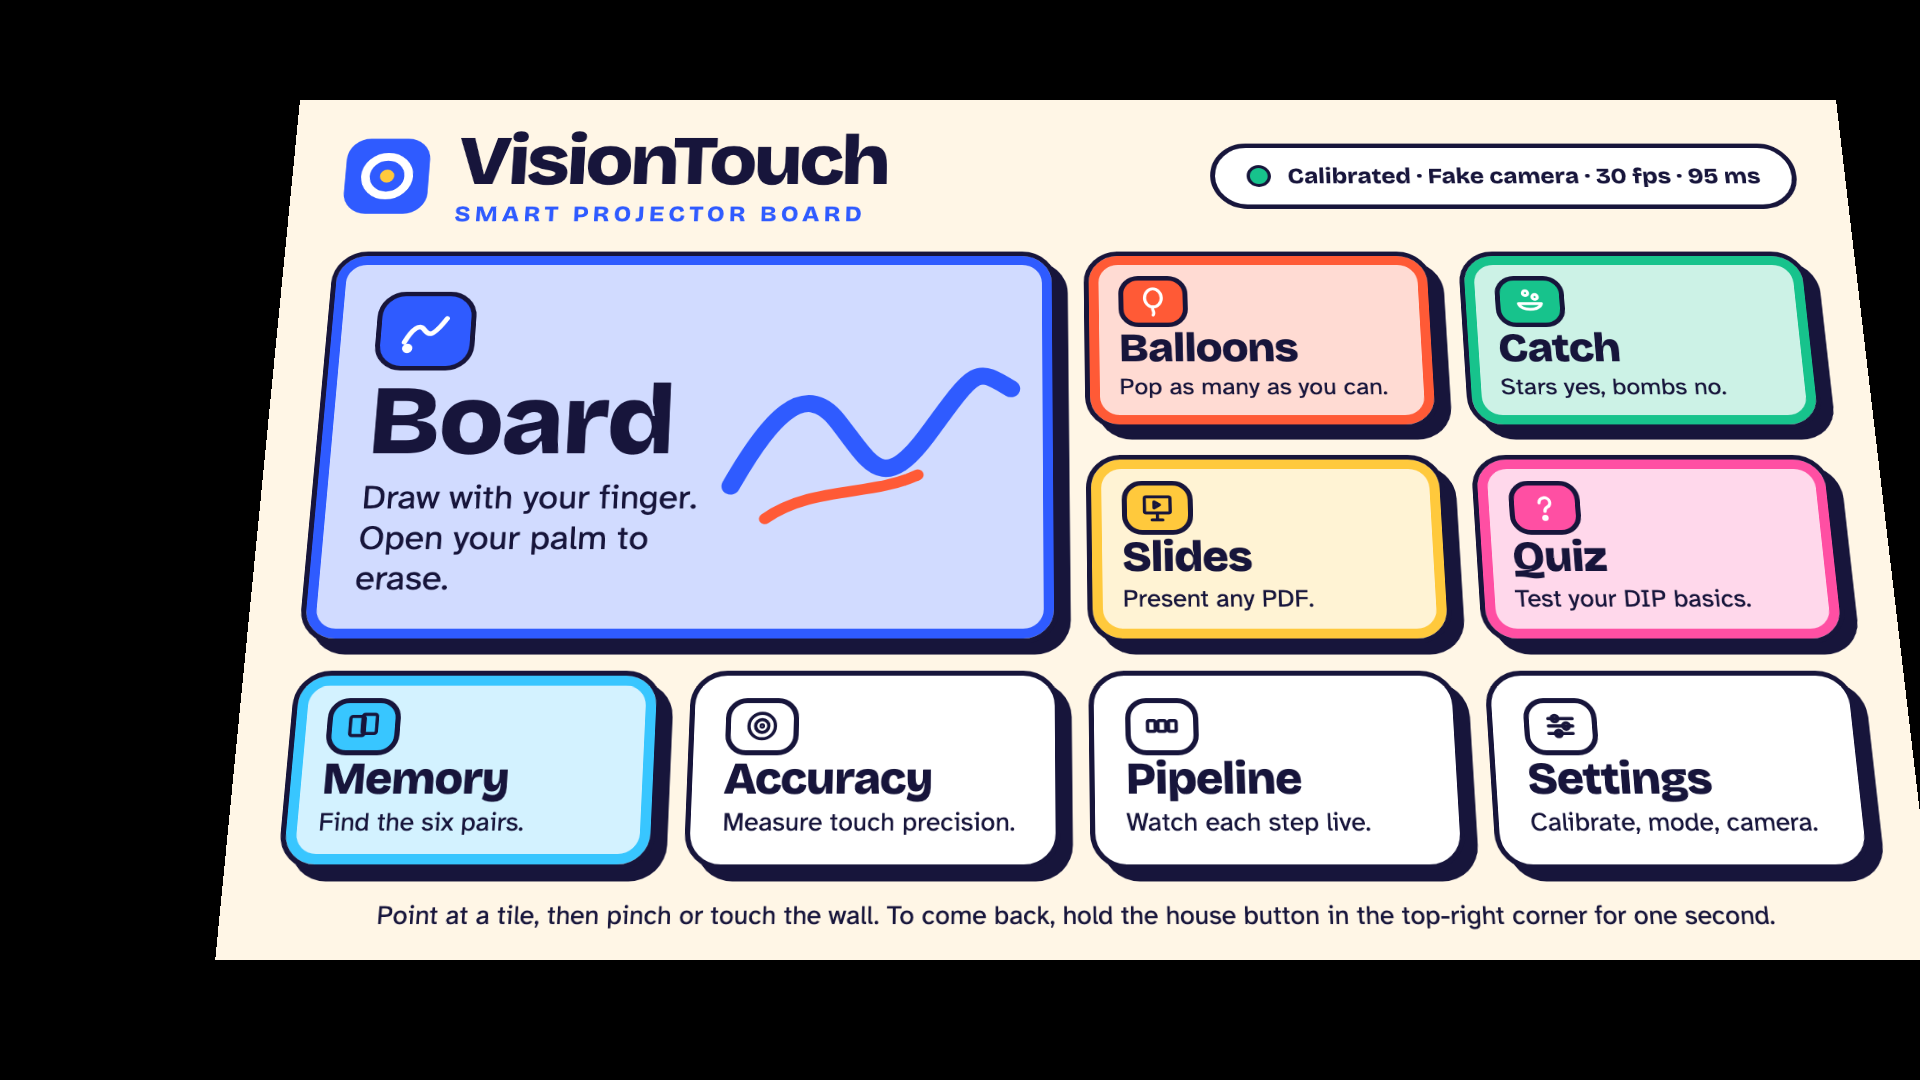 VisionTouch
SMART PROJECTOR BOARD
Calibrated · Fake camera · 30 fps · 95 ms
Board
Draw with your finger.
Open your palm to
erase.
Balloons
Pop as many as you can.
Catch
Stars yes, bombs no.
Slides
Present any PDF.
Quiz
Test your DIP basics.
Memory
Find the six pairs.
Accuracy
Measure touch precision.
Pipeline
Watch each step live.
Settings
Calibrate, mode, camera.
Point at a tile, then pinch or touch the wall. To come back, hold the house button in the top-right corner for one second.